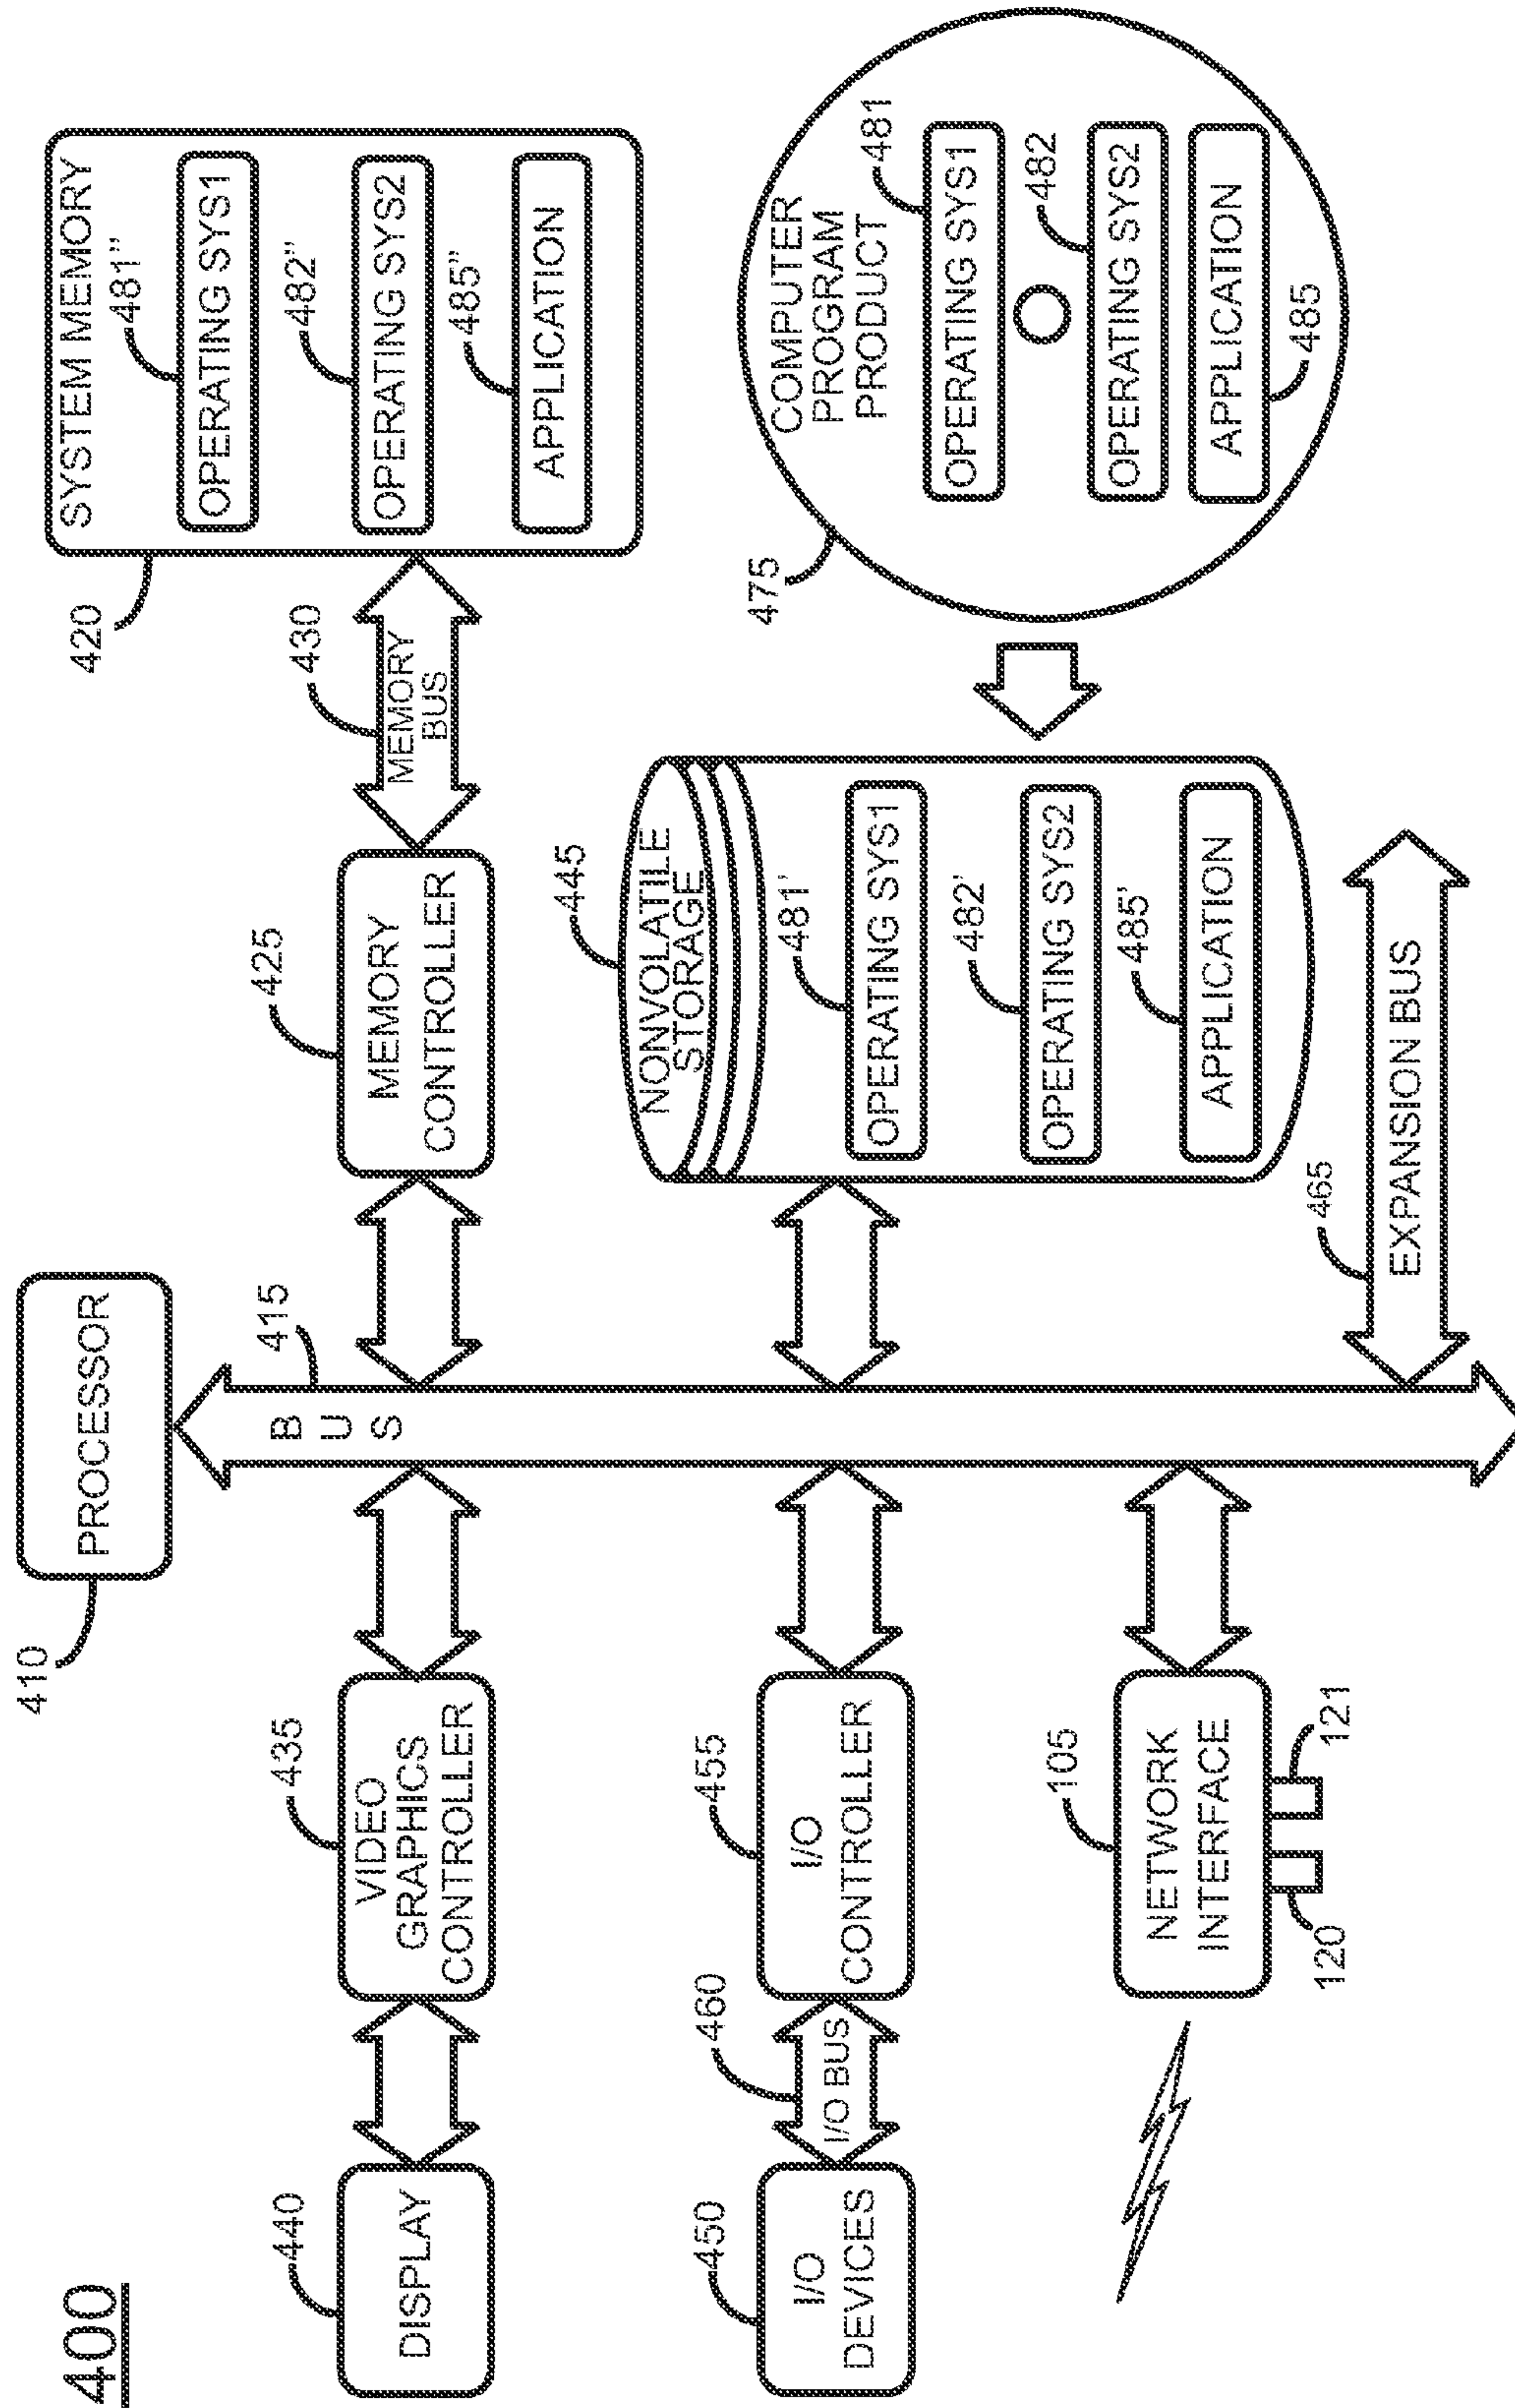 400
410
PROCESSOR
420
SYSTEM MEMORY
481"
OPERATING SYS1
482"
OPERATING SYS2
485"
APPLICATION
430
MEMORY
BUS
425
MEMORY
CONTROLLER
415
B
U
S
435
VIDEO
GRAPHICS
CONTROLLER
440
DISPLAY
445
NONVOLATILE
STORAGE
481'
OPERATING SYS1
482'
OPERATING SYS2
485'
APPLICATION
475
COMPUTER
PROGRAM
PRODUCT
481
OPERATING SYS1
482
OPERATING SYS2
APPLICATION
485
450
I/O
DEVICES
460
I/O BUS
455
I/O
CONTROLLER
105
NETWORK
INTERFACE
120
121
465
EXPANSION BUS